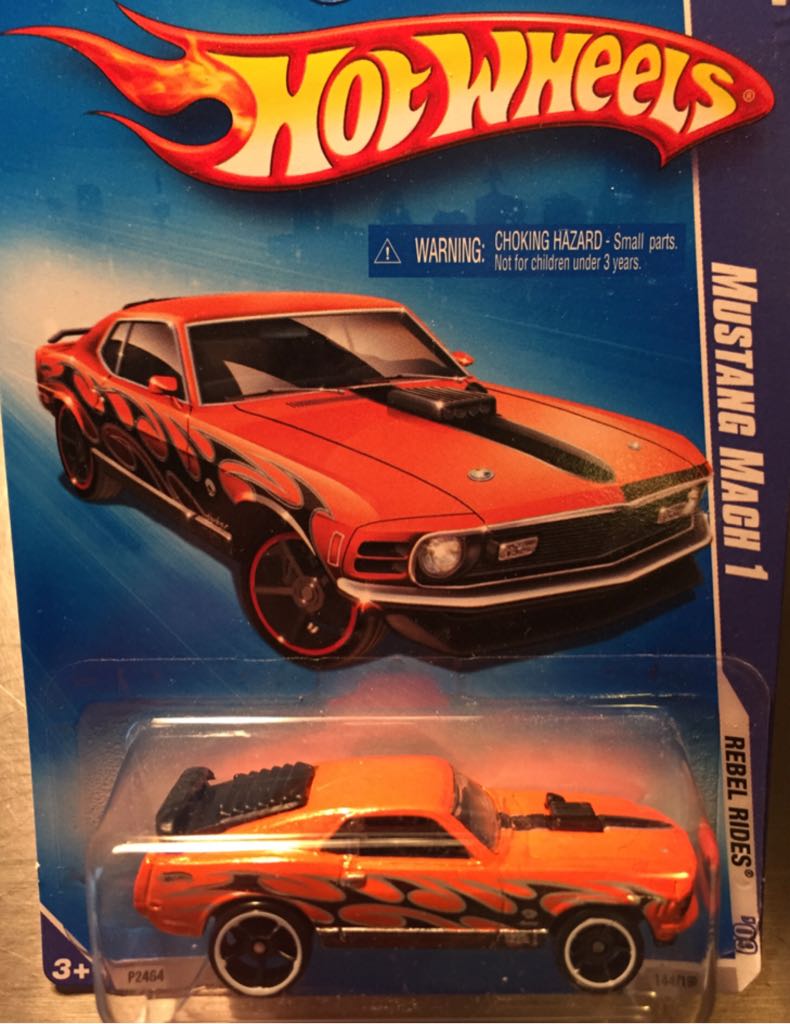 HOT WHEELS®
WARNING: CHOKING HAZARD - Small parts.
Not for children under 3 years.
MUSTANG MACH 1
REBEL RIDES®
'09
3+
P2464